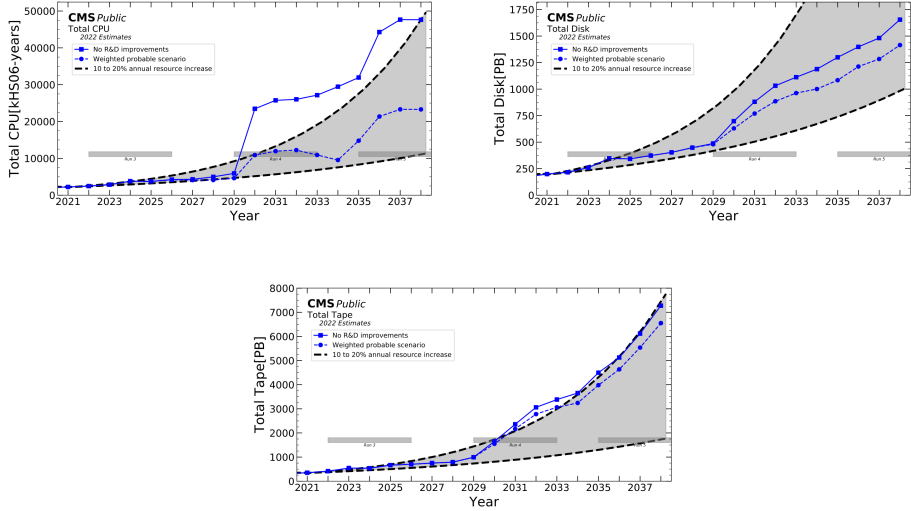 CMS Public
Total CPU
2022 Estimates
No R&D improvements
Weighted probable scenario
10 to 20% annual resource increase
Total CPU[kHS06-years]
50000
40000
30000
20000
10000
0
Run 3
Run 4
2021 2023 2025 2027 2029 2031 2033 2035 2037
Year
CMS Public
Total Disk
2022 Estimates
No R&D improvements
Weighted probable scenario
10 to 20% annual resource increase
Total Disk[PB]
1750
1500
1250
1000
750
500
250
0
Run 4
Run 5
2021 2023 2025 2027 2029 2031 2033 2035 2037
Year
CMS Public
Total Tape
2022 Estimates
No R&D improvements
Weighted probable scenario
10 to 20% annual resource increase
Total Tape[PB]
8000
7000
6000
5000
4000
3000
2000
1000
0
Run 3
Run 4
2021 2023 2025 2027 2029 2031 2033 2035 2037
Year